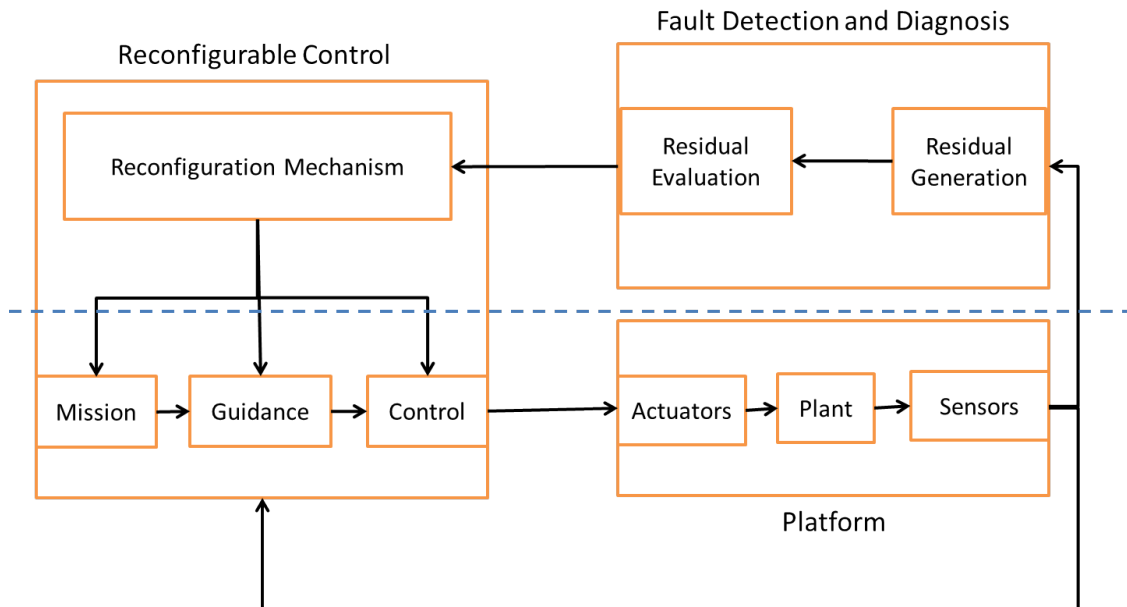 Fault Detection and Diagnosis
Reconfigurable Control
Reconfiguration Mechanism
Residual
Evaluation
Residual
Generation
Mission
Guidance
Control
Actuators
Plant
Sensors
Platform